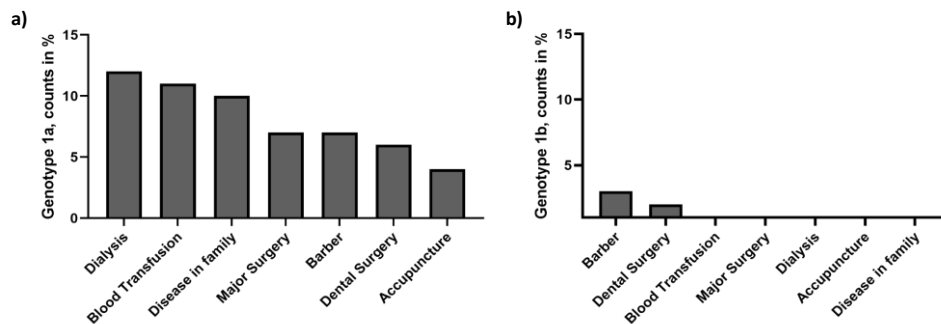 a)
Genotype 1a, counts in %
15
10
5
0
Dialysis
Blood Transfusion
Disease in family
Major Surgery
Barber
Dental Surgery
Accupuncture
b)
Genotype 1b, counts in %
15
10
5
Barber
Dental Surgery
Blood Transfusion
Major Surgery
Dialysis
Accupuncture
Disease in family